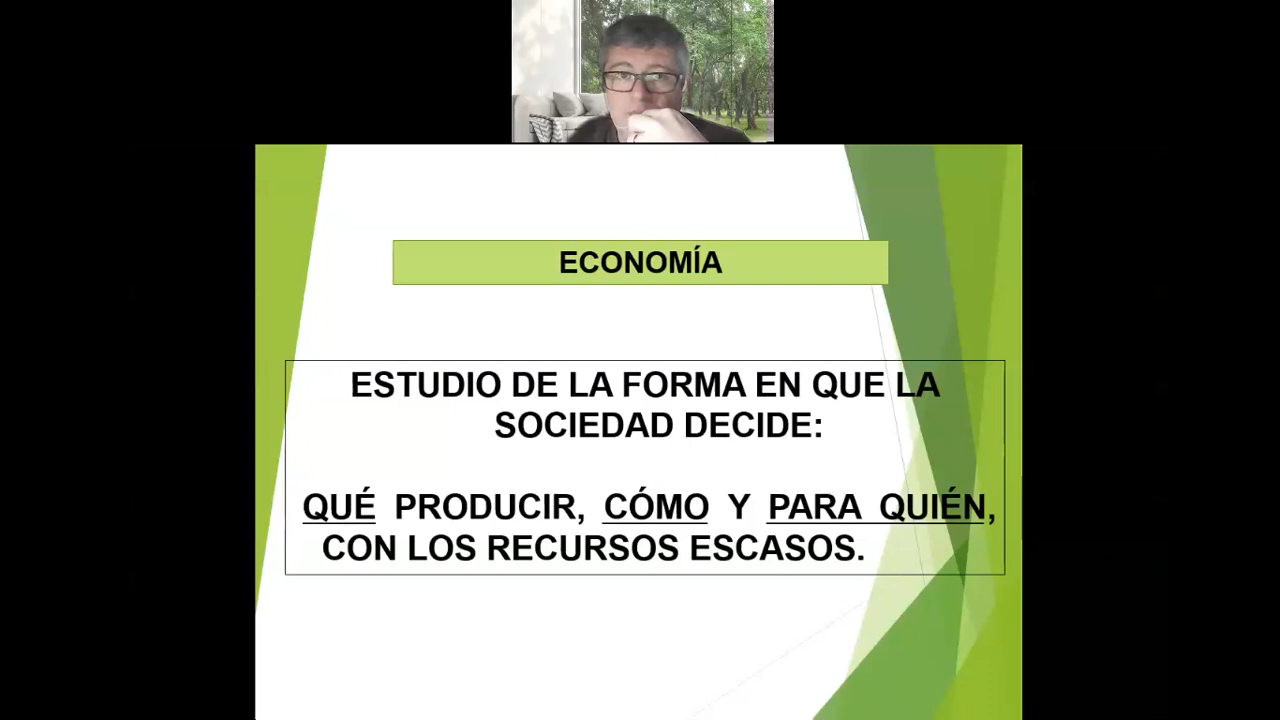 ECONOMÍA
ESTUDIO DE LA FORMA EN QUE LA
SOCIEDAD DECIDE:
QUÉ PRODUCIR, CÓMO Y PARA QUIÉN,
CON LOS RECURSOS ESCASOS.